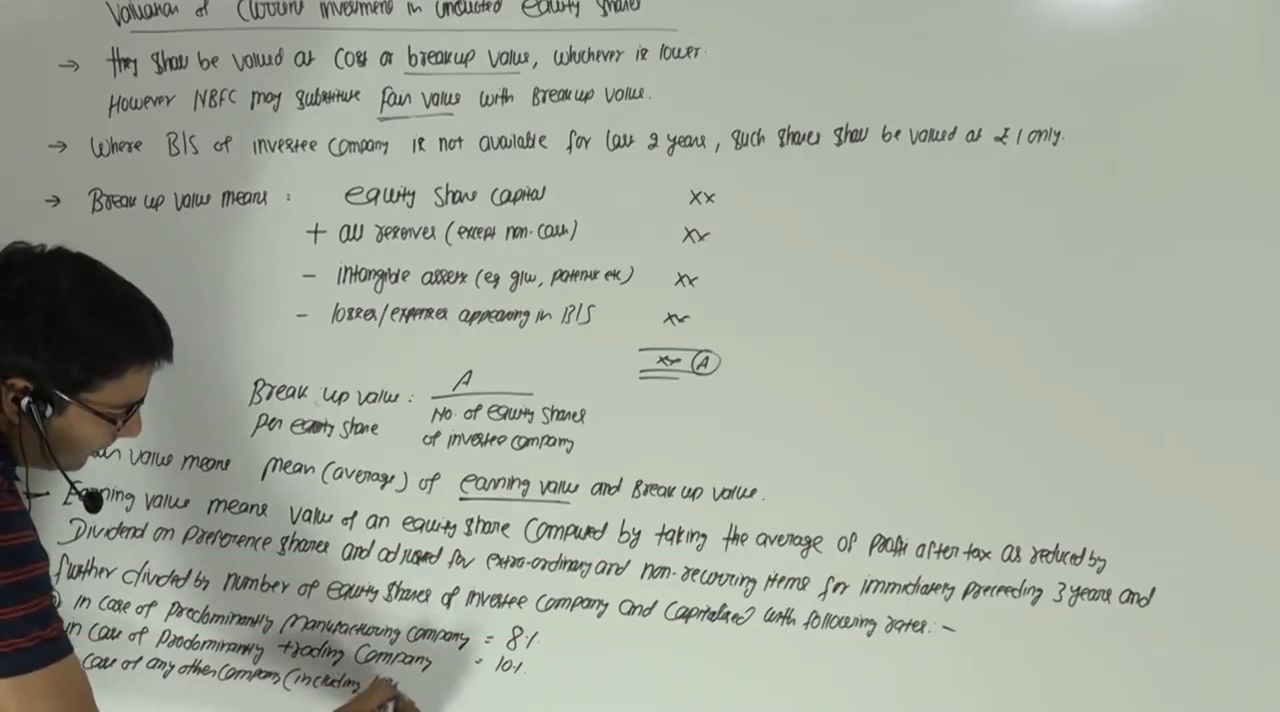 Valuation of Current investment in unquoted equity shares
→ they shall be valued at cost or breakup value, whichever is lower.
However NBFC may substitute fair value with Breakup value.
→ Where B/S of investee company is not available for last 2 years, such shares shall be valued at ₹1 only.
→ Break up value means : equity share capital xx
+ all reserves (except non-cash) xx
- intangible assets (eg g/w, patents etc) xx
- losses/expenses appearing in B/S xx
xx (A)
Break up value : A
per equity share No. of equity shares
of investee company
value means mean (average) of earning value and Break up value.
- Earning value means value of an equity share computed by taking the average of profit after tax as reduced by
Dividend on preference shares and adjusted for extra-ordinary and non-recurring items for immediately preceeding 3 years and
further divided by number of equity shares of investee company and capitalised with following rates: -
in case of predominantly manufacturing company = 8%
in case of predominantly trading company = 10%
case of any other company (including